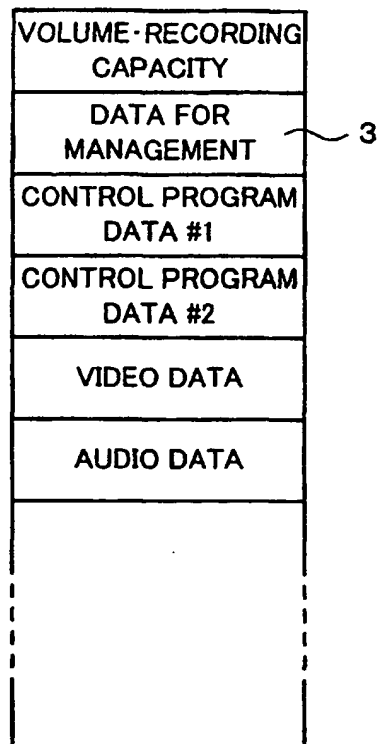 VOLUME·RECORDING
CAPACITY
DATA FOR
MANAGEMENT
3
CONTROL PROGRAM
DATA #1
CONTROL PROGRAM
DATA #2
VIDEO DATA
AUDIO DATA